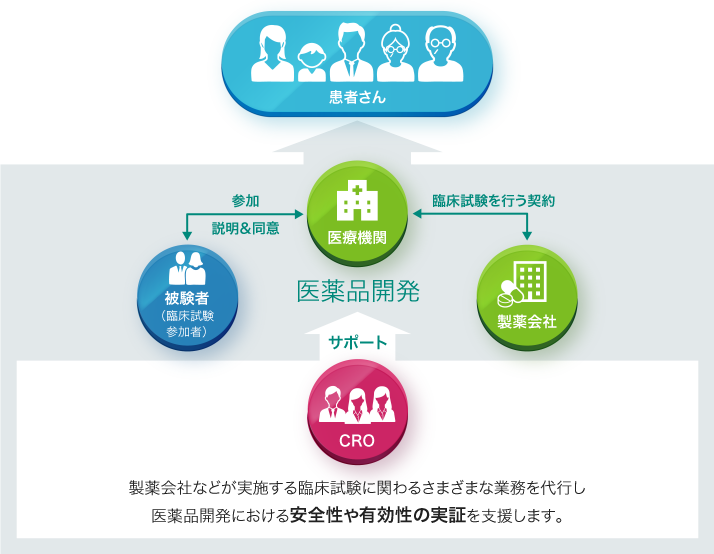 患者さん
参加
説明&同意
医療機関
臨床試験を行う契約
被験者
（臨床試験
参加者）
医薬品開発
製薬会社
サポート
CRO
製薬会社などが実施する臨床試験に関わるさまざまな業務を代行し
医薬品開発における安全性や有効性の実証を支援します。